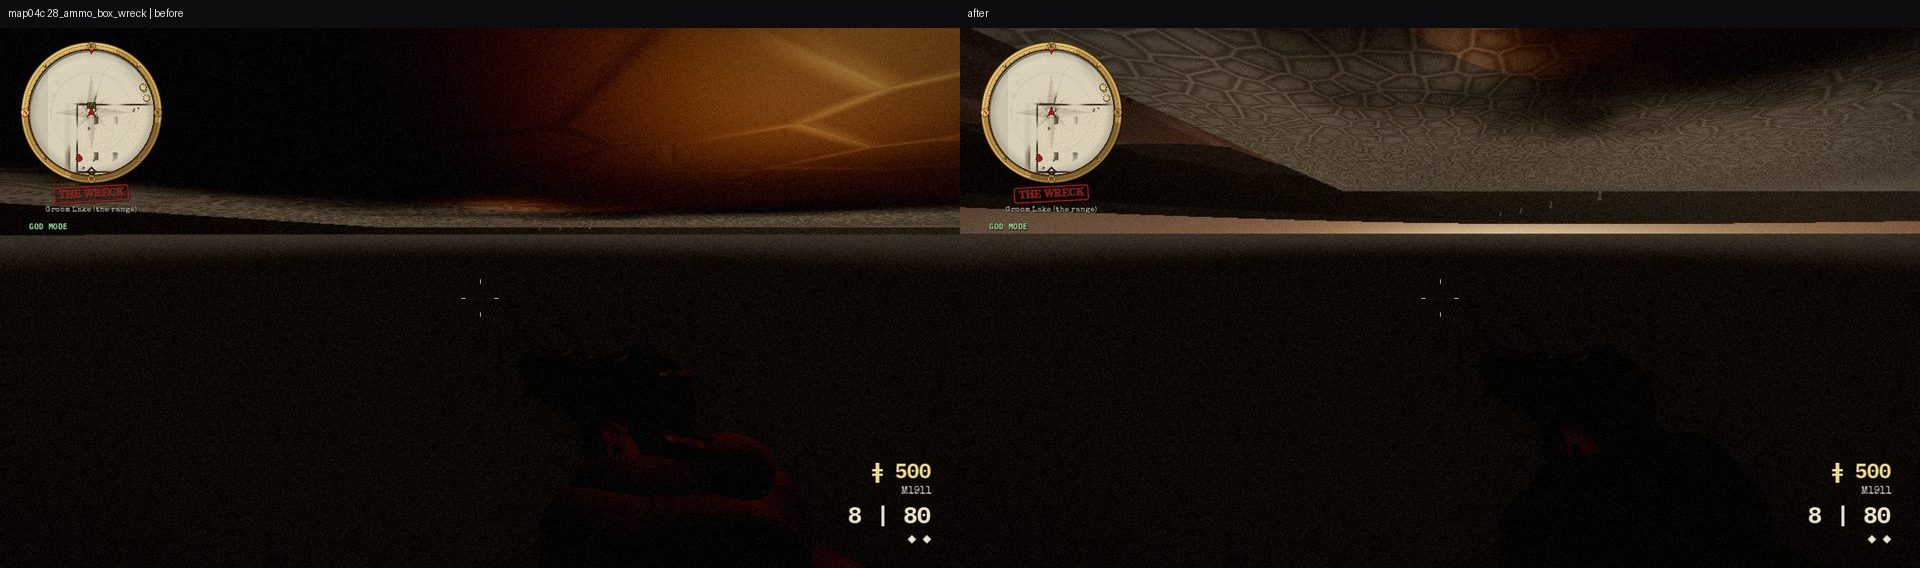 map04c 28_ammo_box_wreck | before
THE WRECK
Groom Lake (the range)
GOD MODE
500
M1911
8 | 80
after
THE WRECK
Groom Lake (the range)
GOD MODE
500
M1911
8 | 80